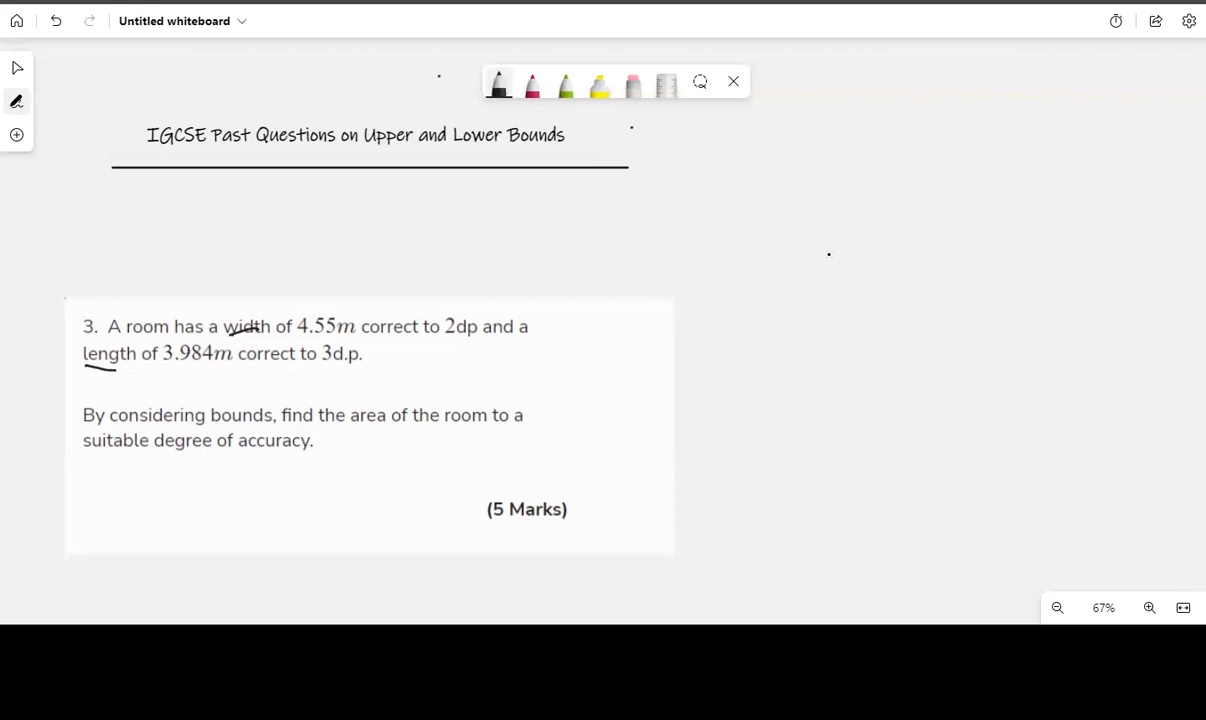 Untitled whiteboard
IGCSE Past Questions on Upper and Lower Bounds
3. A room has a width of 4.55m correct to 2dp and a
length of 3.984m correct to 3d.p.
By considering bounds, find the area of the room to a
suitable degree of accuracy.
(5 Marks)
67%